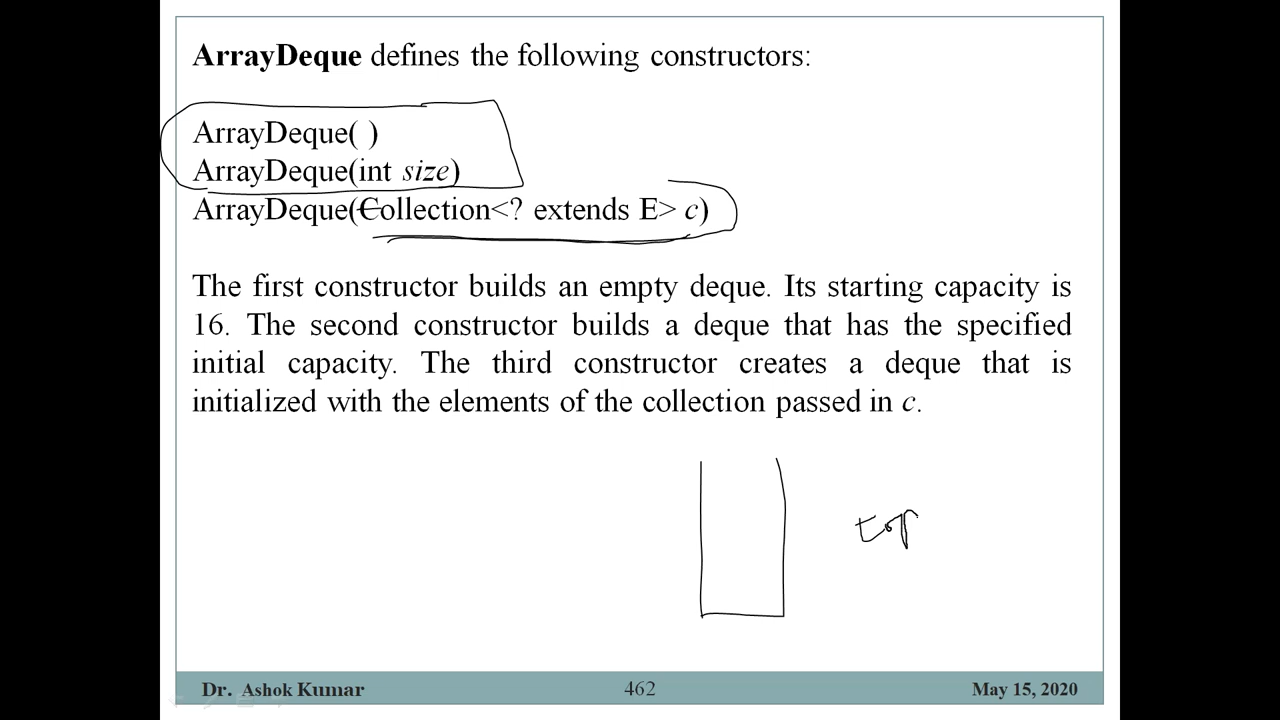 ArrayDeque defines the following constructors:
ArrayDeque( )
ArrayDeque(int size)
ArrayDeque(Collection<? extends E> c)
The first constructor builds an empty deque. Its starting capacity is
16. The second constructor builds a deque that has the specified
initial capacity. The third constructor creates a deque that is
initialized with the elements of the collection passed in c.
top
Dr. Ashok Kumar 462 May 15, 2020